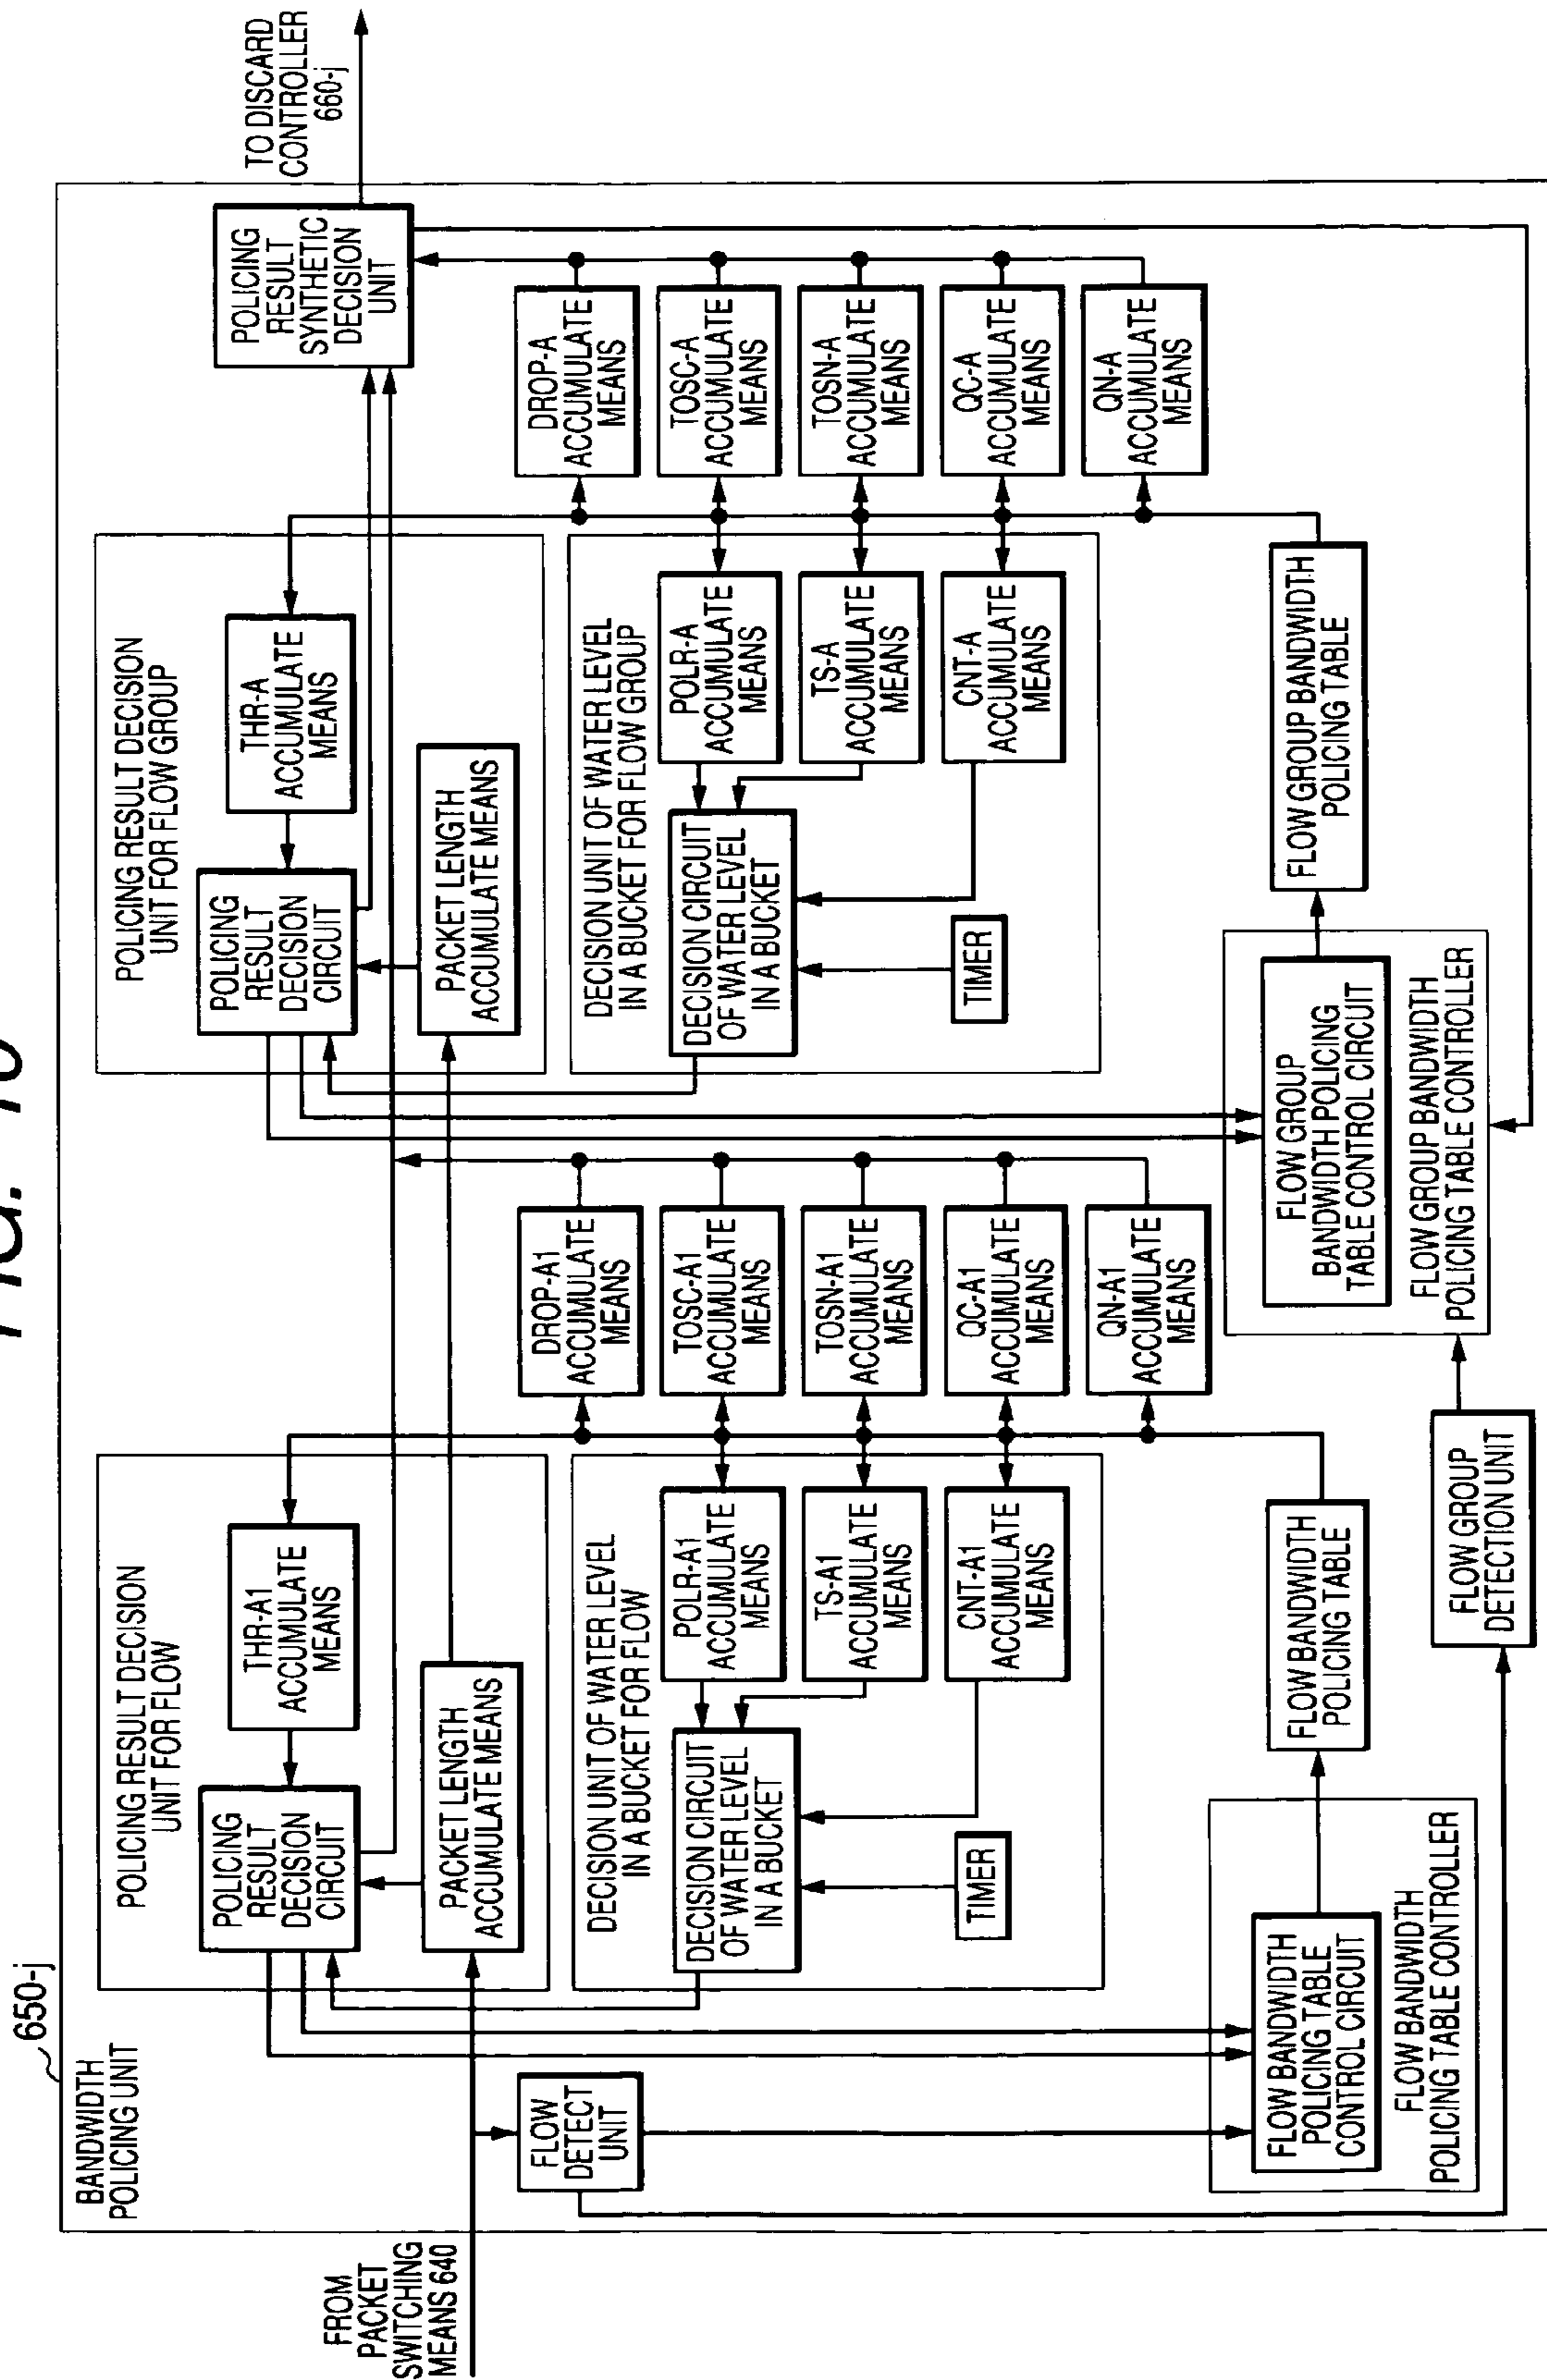 BANDWIDTH
POLICING UNIT
650-j
FROM
PACKET
SWITCHING
MEANS 640
FLOW
DETECT
UNIT
POLICING RESULT DECISION
UNIT FOR FLOW
POLICING
RESULT
DECISION
CIRCUIT
THR-A1
ACCUMULATE
MEANS
PACKET LENGTH
ACCUMULATE MEANS
DECISION UNIT OF WATER LEVEL
IN A BUCKET FOR FLOW
DECISION CIRCUIT
OF WATER LEVEL
IN A BUCKET
POLR-A1
ACCUMULATE
MEANS
TS-A1
ACCUMULATE
MEANS
CNT-A1
ACCUMULATE
MEANS
TIMER
FLOW BANDWIDTH
POLICING TABLE
CONTROL CIRCUIT
FLOW BANDWIDTH
POLICING TABLE CONTROLLER
FLOW BANDWIDTH
POLICING TABLE
DROP-A1
ACCUMULATE
MEANS
TOSC-A1
ACCUMULATE
MEANS
TOSN-A1
ACCUMULATE
MEANS
QC-A1
ACCUMULATE
MEANS
QN-A1
ACCUMULATE
MEANS
FLOW GROUP
DETECTION UNIT
POLICING RESULT DECISION
UNIT FOR FLOW GROUP
POLICING
RESULT
DECISION
CIRCUIT
THR-A
ACCUMULATE
MEANS
PACKET LENGTH
ACCUMULATE MEANS
DECISION UNIT OF WATER LEVEL
IN A BUCKET FOR FLOW GROUP
DECISION CIRCUIT
OF WATER LEVEL
IN A BUCKET
POLR-A
ACCUMULATE
MEANS
TS-A
ACCUMULATE
MEANS
CNT-A
ACCUMULATE
MEANS
TIMER
FLOW GROUP
BANDWIDTH POLICING
TABLE CONTROL CIRCUIT
FLOW GROUP BANDWIDTH
POLICING TABLE CONTROLLER
FLOW GROUP BANDWIDTH
POLICING TABLE
DROP-A
ACCUMULATE
MEANS
TOSC-A
ACCUMULATE
MEANS
TOSN-A
ACCUMULATE
MEANS
QC-A
ACCUMULATE
MEANS
QN-A
ACCUMULATE
MEANS
POLICING
RESULT
SYNTHETIC
DECISION
UNIT
TO DISCARD
CONTROLLER
660-j